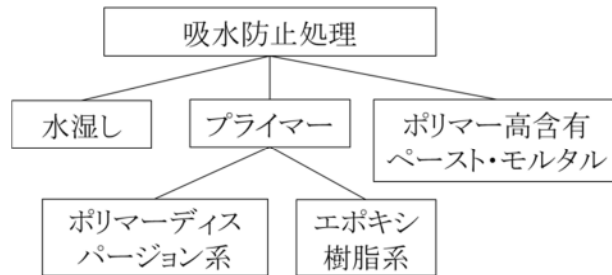 吸水防止処理
水湿し
プライマー
ポリマー高含有
ペースト・モルタル
ポリマーディス
パージョン系
エポキシ
樹脂系